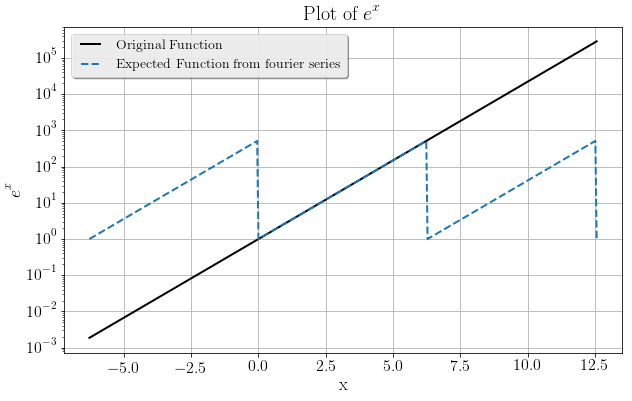 Plot of e^x
Original Function
Expected Function from fourier series
e^x
10^5
10^4
10^3
10^2
10^1
10^0
10^−1
10^−2
10^−3
−5.0 −2.5 0.0 2.5 5.0 7.5 10.0 12.5
x